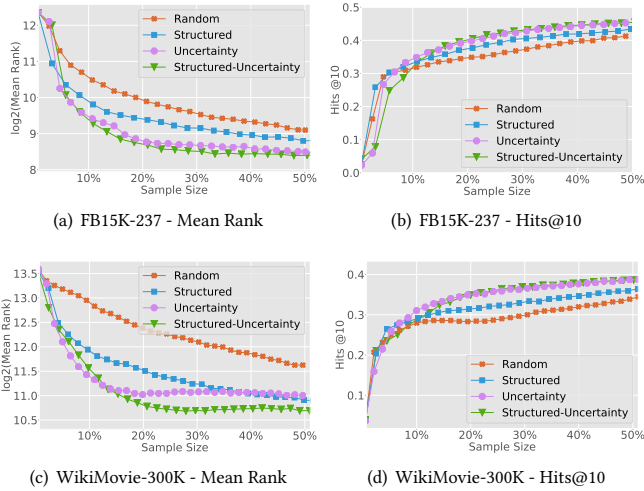 12
11
10
9
8
log2(Mean Rank)
Random
Structured
Uncertainty
Structured-Uncertainty
10% 20% 30% 40% 50%
Sample Size
(a) FB15K-237 - Mean Rank
0.5
0.4
0.3
0.2
0.1
0.0
Hits @10
Random
Structured
Uncertainty
Structured-Uncertainty
10% 20% 30% 40% 50%
Sample Size
(b) FB15K-237 - Hits@10
13.5
13.0
12.5
12.0
11.5
11.0
10.5
log2(Mean Rank)
Random
Structured
Uncertainty
Structured-Uncertainty
10% 20% 30% 40% 50%
Sample Size
(c) WikiMovie-300K - Mean Rank
0.4
0.3
0.2
0.1
Hits @10
Random
Structured
Uncertainty
Structured-Uncertainty
10% 20% 30% 40% 50%
Sample Size
(d) WikiMovie-300K - Hits@10